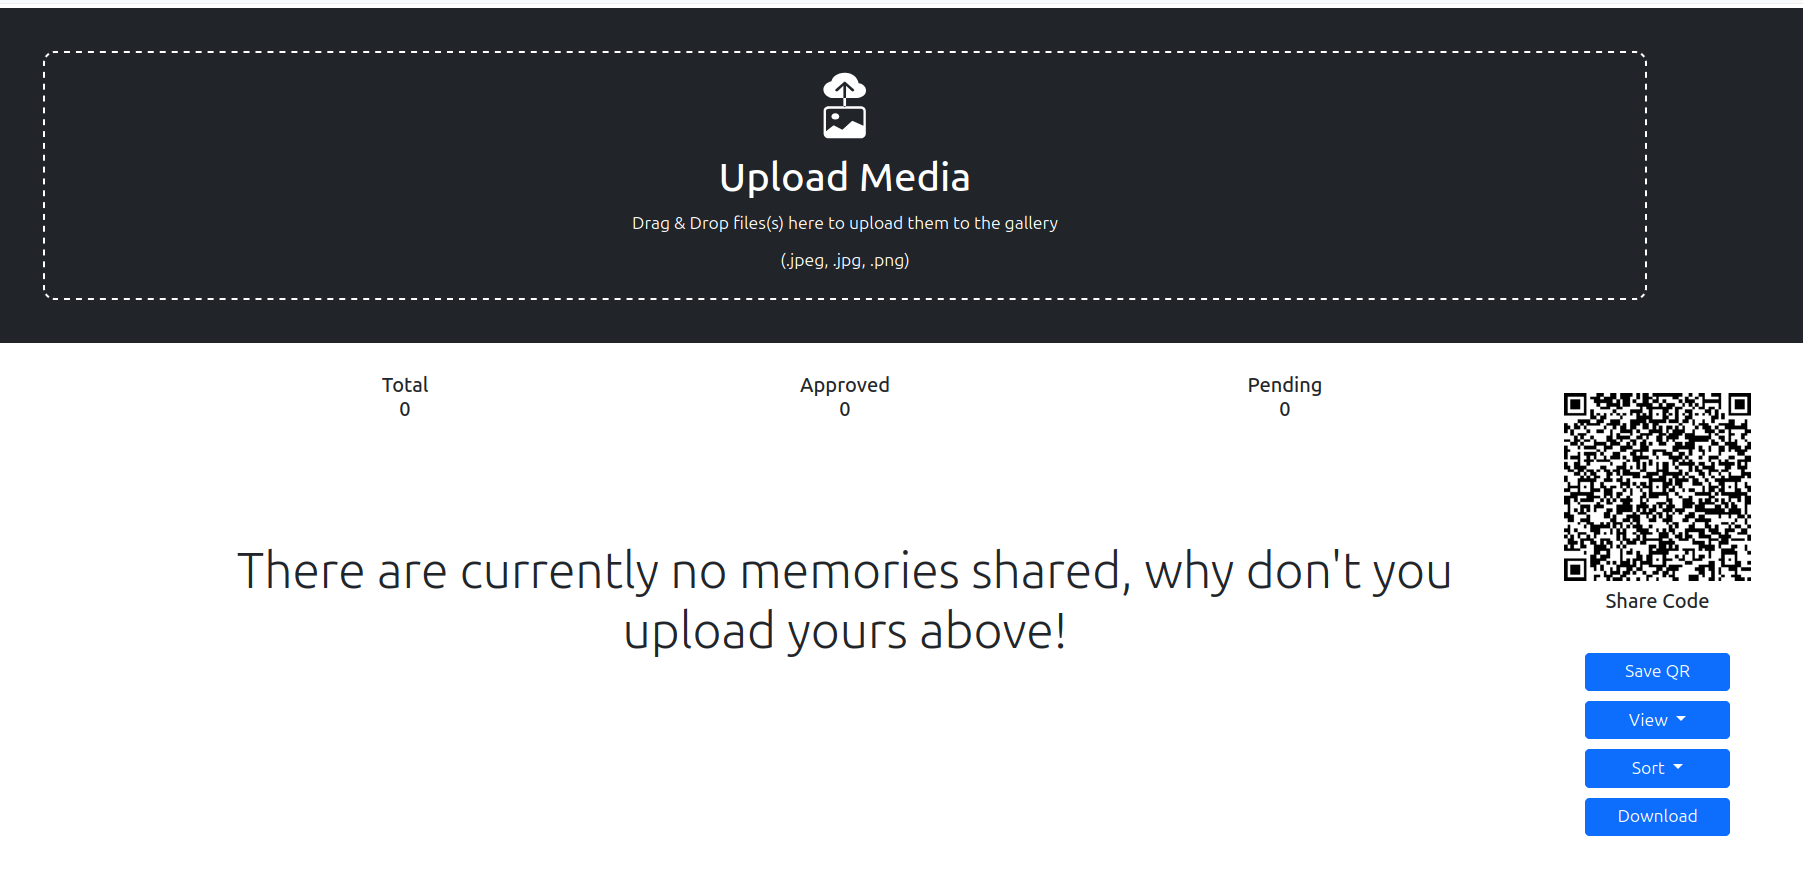 Upload Media
Drag & Drop files(s) here to upload them to the gallery
(.jpeg, .jpg, .png)
Total
0
Approved
0
Pending
0
There are currently no memories shared, why don't you
upload yours above!
Share Code
Save QR
View
Sort
Download